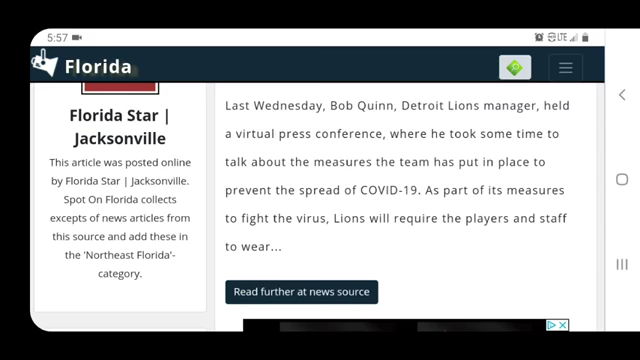 5:57
LTE
Florida
Florida Star |
Jacksonville
This article was posted online
by Florida Star | Jacksonville.
Spot On Florida collects
excepts of news articles from
this source and add these in
the 'Northeast Florida'-
category.
Last Wednesday, Bob Quinn, Detroit Lions manager, held
a virtual press conference, where he took some time to
talk about the measures the team has put in place to
prevent the spread of COVID-19. As part of its measures
to fight the virus, Lions will require the players and staff
to wear...
Read further at news source